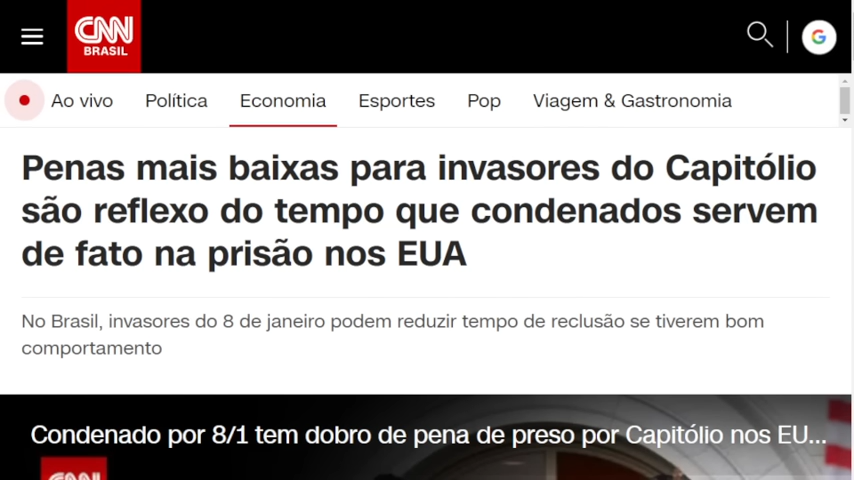 CNN
BRASIL
Ao vivo Política Economia Esportes Pop Viagem & Gastronomia
Penas mais baixas para invasores do Capitólio
são reflexo do tempo que condenados servem
de fato na prisão nos EUA
No Brasil, invasores do 8 de janeiro podem reduzir tempo de reclusão se tiverem bom
comportamento
Condenado por 8/1 tem dobro de pena de preso por Capitólio nos EU...
CNN